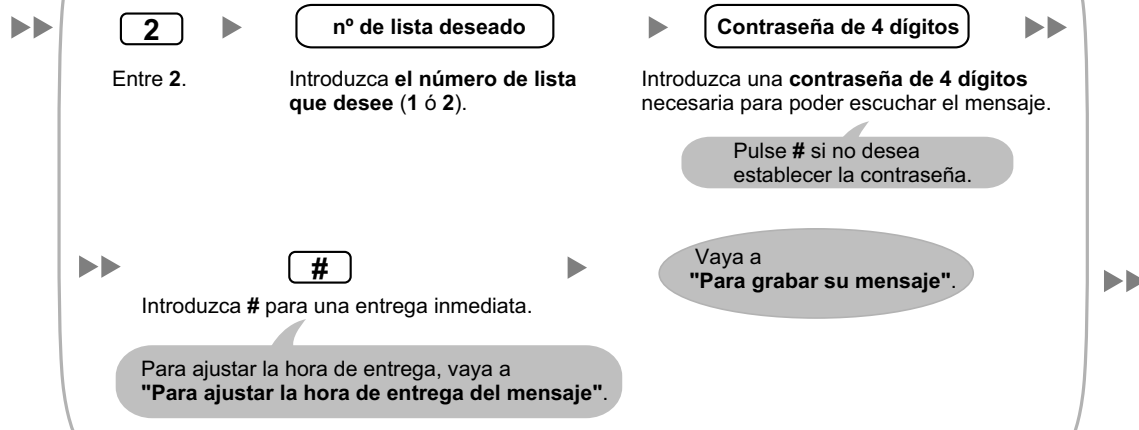 2
nº de lista deseado
Contraseña de 4 dígitos
Entre 2.
Introduzca el número de lista
que desee (1 ó 2).
Introduzca una contraseña de 4 dígitos
necesaria para poder escuchar el mensaje.
Pulse # si no desea
establecer la contraseña.
#
Introduzca # para una entrega inmediata.
Para ajustar la hora de entrega, vaya a
"Para ajustar la hora de entrega del mensaje".
Vaya a
"Para grabar su mensaje".